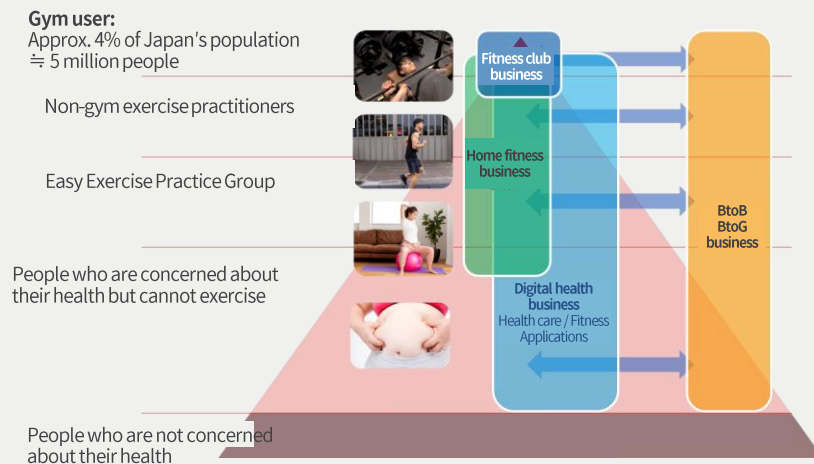 Gym user:
Approx. 4% of Japan's population
≒ 5 million people
Non-gym exercise practitioners
Easy Exercise Practice Group
People who are concerned about
their health but cannot exercise
People who are not concerned
about their health
Fitness club
business
Home fitness
business
Digital health
business
Health care / Fitness
Applications
BtoB
BtoG
business